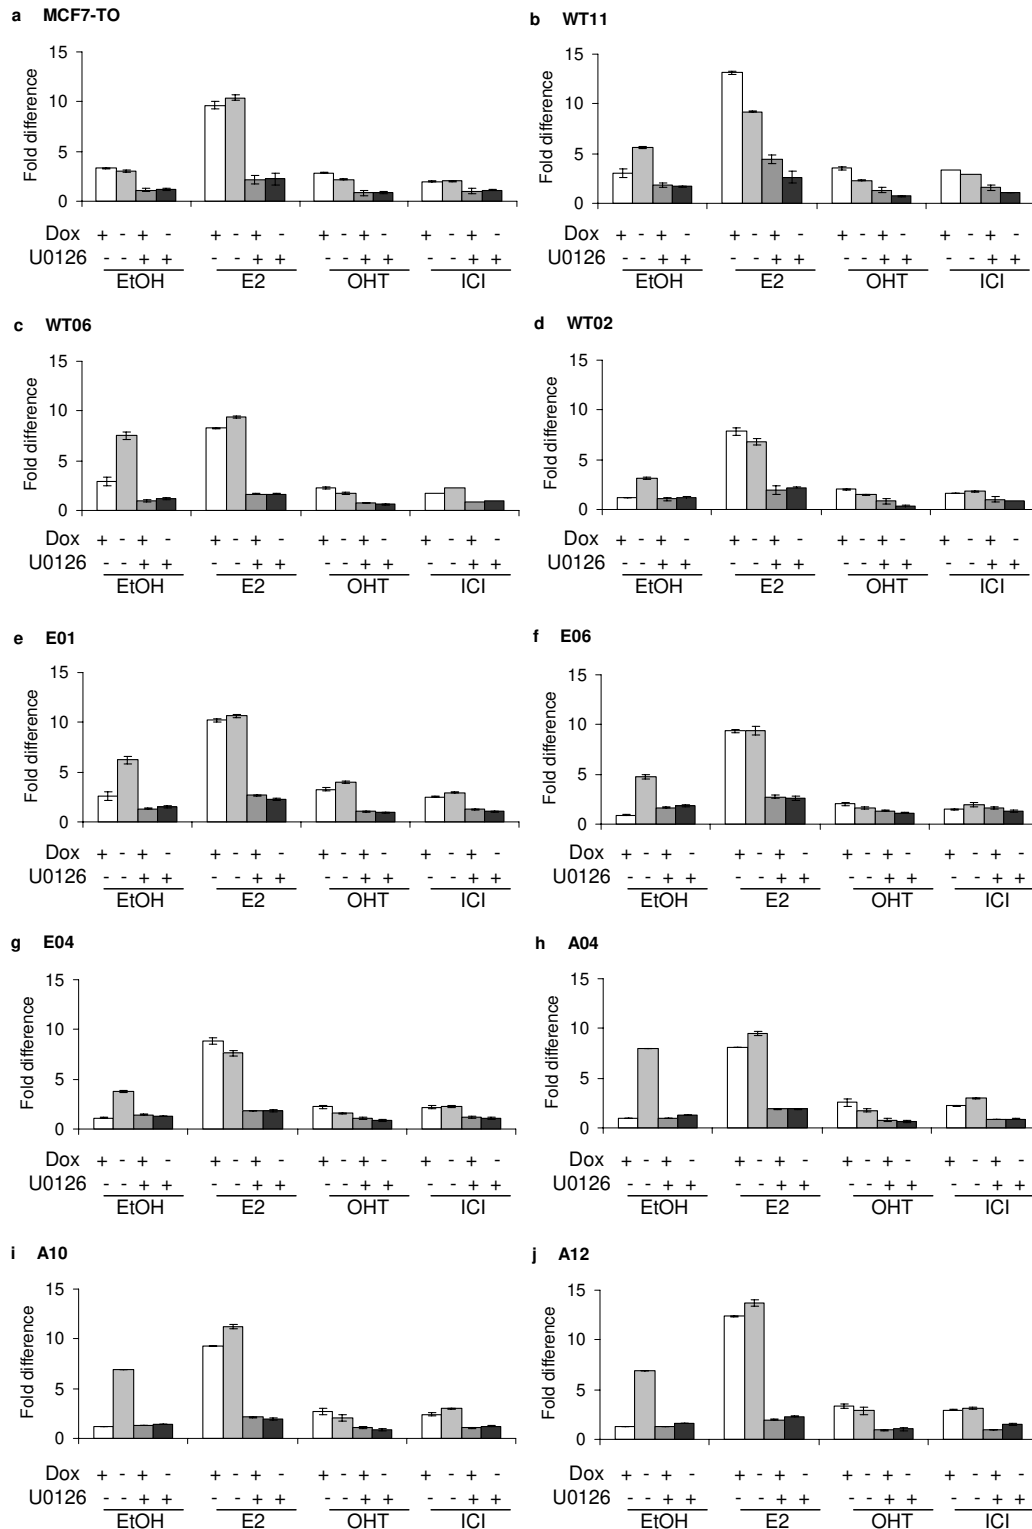 a MCF7-TO
Fold difference
15
10
5
0
Dox + - + - + - + - + - + - + - + -
U0126 - - + + - - + + - - + + - - + +
EtOH E2 OHT ICI
b WT11
Fold difference
15
10
5
0
Dox + - + - + - + - + - + - + - + -
U0126 - - + + - - + + - - + + - - + +
EtOH E2 OHT ICI
c WT06
Fold difference
15
10
5
0
Dox + - + - + - + - + - + - + - + -
U0126 - - + + - - + + - - + + - - + +
EtOH E2 OHT ICI
d WT02
Fold difference
15
10
5
0
Dox + - + - + - + - + - + - + - + -
U0126 - - + + - - + + - - + + - - + +
EtOH E2 OHT ICI
e E01
Fold difference
15
10
5
0
Dox + - + - + - + - + - + - + - + -
U0126 - - + + - - + + - - + + - - + +
EtOH E2 OHT ICI
f E06
Fold difference
15
10
5
0
Dox + - + - + - + - + - + - + - + -
U0126 - - + + - - + + - - + + - - + +
EtOH E2 OHT ICI
g E04
Fold difference
15
10
5
0
Dox + - + - + - + - + - + - + - + -
U0126 - - + + - - + + - - + + - - + +
EtOH E2 OHT ICI
h A04
Fold difference
15
10
5
0
Dox + - + - + - + - + - + - + - + -
U0126 - - + + - - + + - - + + - - + +
EtOH E2 OHT ICI
i A10
Fold difference
15
10
5
0
Dox + - + - + - + - + - + - + - + -
U0126 - - + + - - + + - - + + - - + +
EtOH E2 OHT ICI
j A12
Fold difference
15
10
5
0
Dox + - + - + - + - + - + - + - + -
U0126 - - + + - - + + - - + + - - + +
EtOH E2 OHT ICI